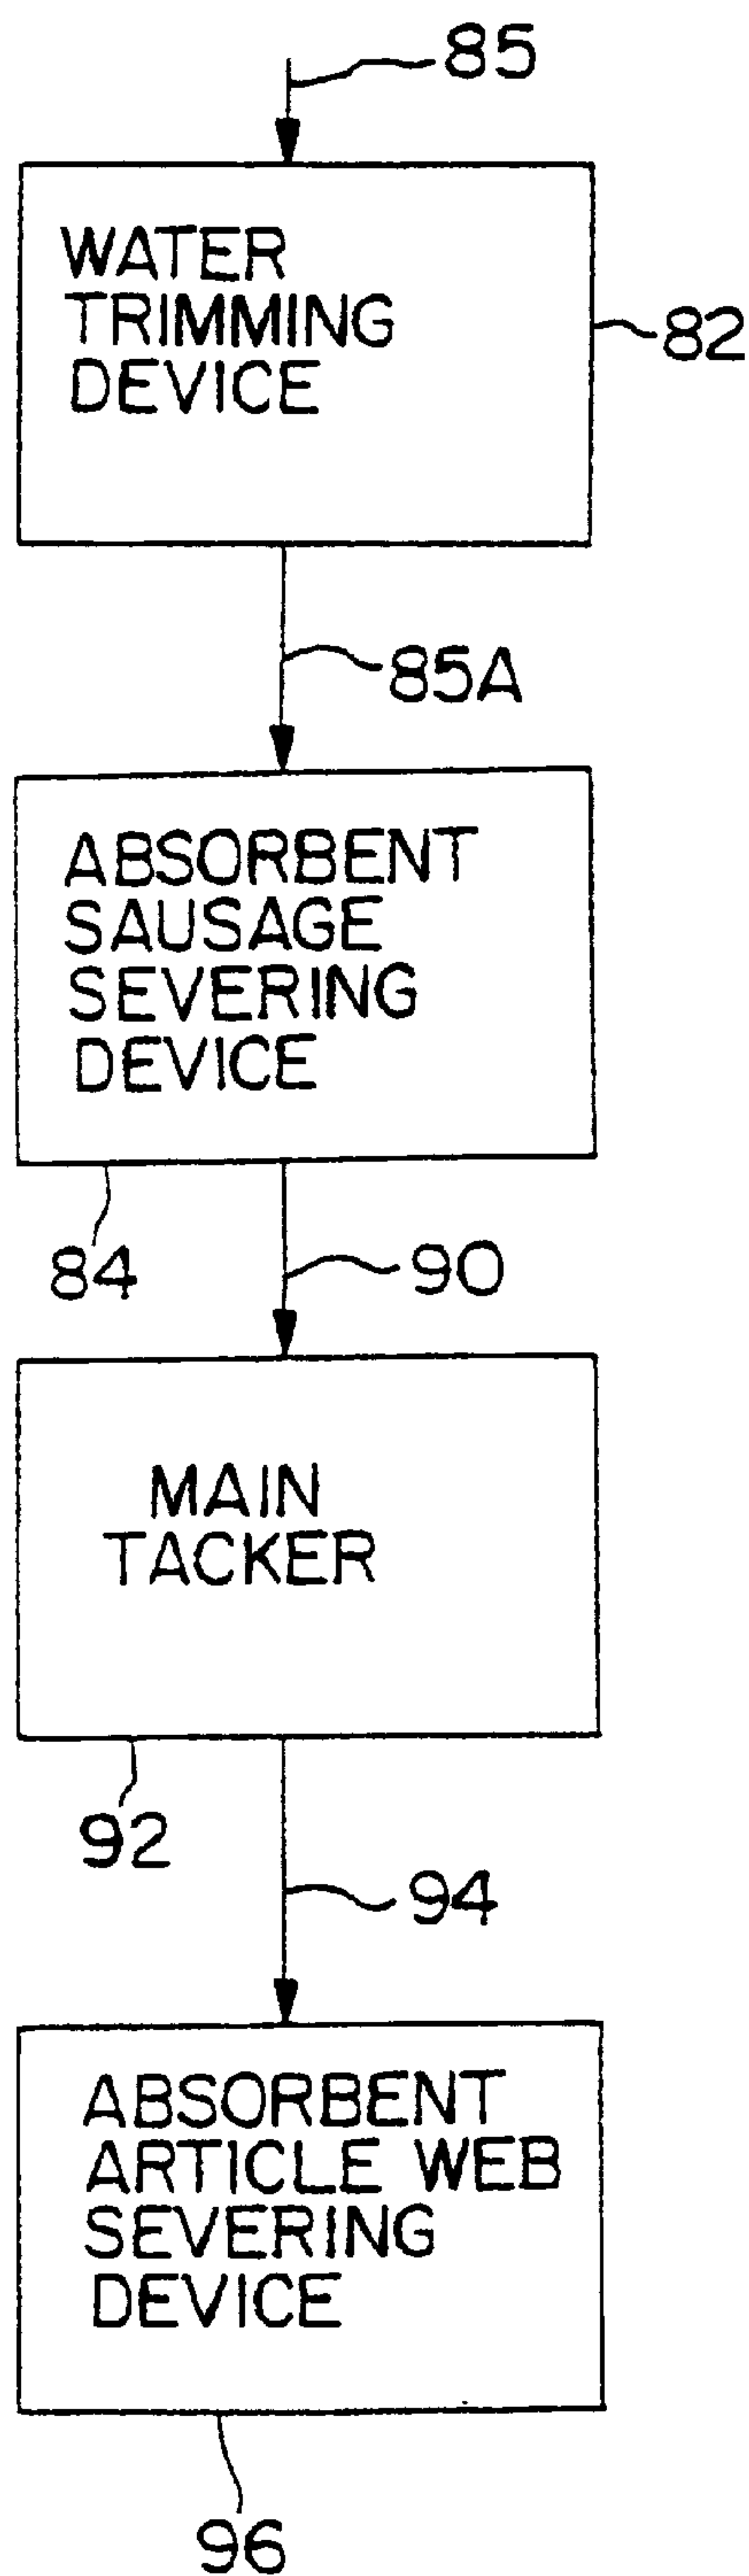 85
WATER
TRIMMING
DEVICE
82
85A
ABSORBENT
SAUSAGE
SEVERING
DEVICE
84
90
MAIN
TACKER
92
94
ABSORBENT
ARTICLE WEB
SEVERING
DEVICE
96